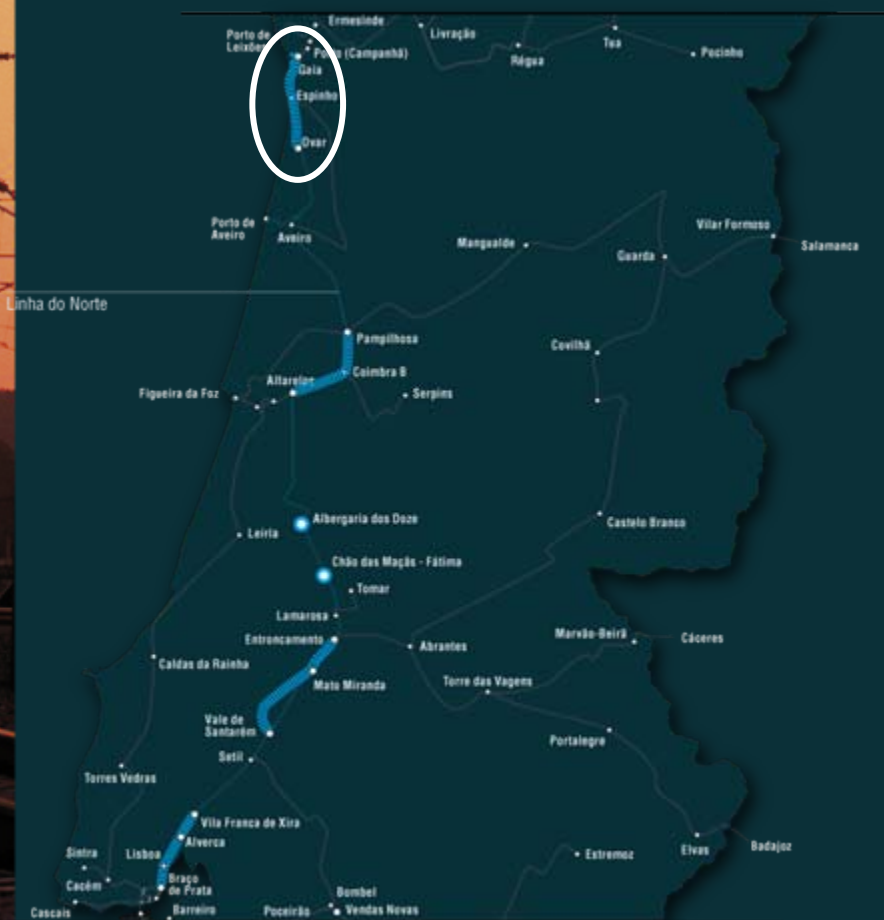 Ermesinde
Porto de
Leixões
Livração
Tua
Porto (Campanhã)
Régua
Pocinho
Gaia
Espinho
Ovar
Porto de
Aveiro
Aveiro
Mangualde
Vilar Formoso
Salamanca
Guarda
Linha do Norte
Pampilhosa
Covilhã
Coimbra B
Alfarelos
Figueira da Foz
Serpins
Albergaria dos Doze
Castelo Branco
Leiria
Chão das Maçãs - Fátima
Tomar
Lamarosa
Entroncamento
Abrantes
Marvão-Beirã
Cáceres
Caldas da Rainha
Mato Miranda
Torre das Vagens
Vale de
Santarém
Portalegre
Setil
Torres Vedras
Vila Franca de Xira
Alverca
Sintra
Lisboa
Estremoz
Elvas
Badajoz
Cacém
Braço
de Prata
Bombel
Cascais
Barreiro
Poceirão
Vendas Novas